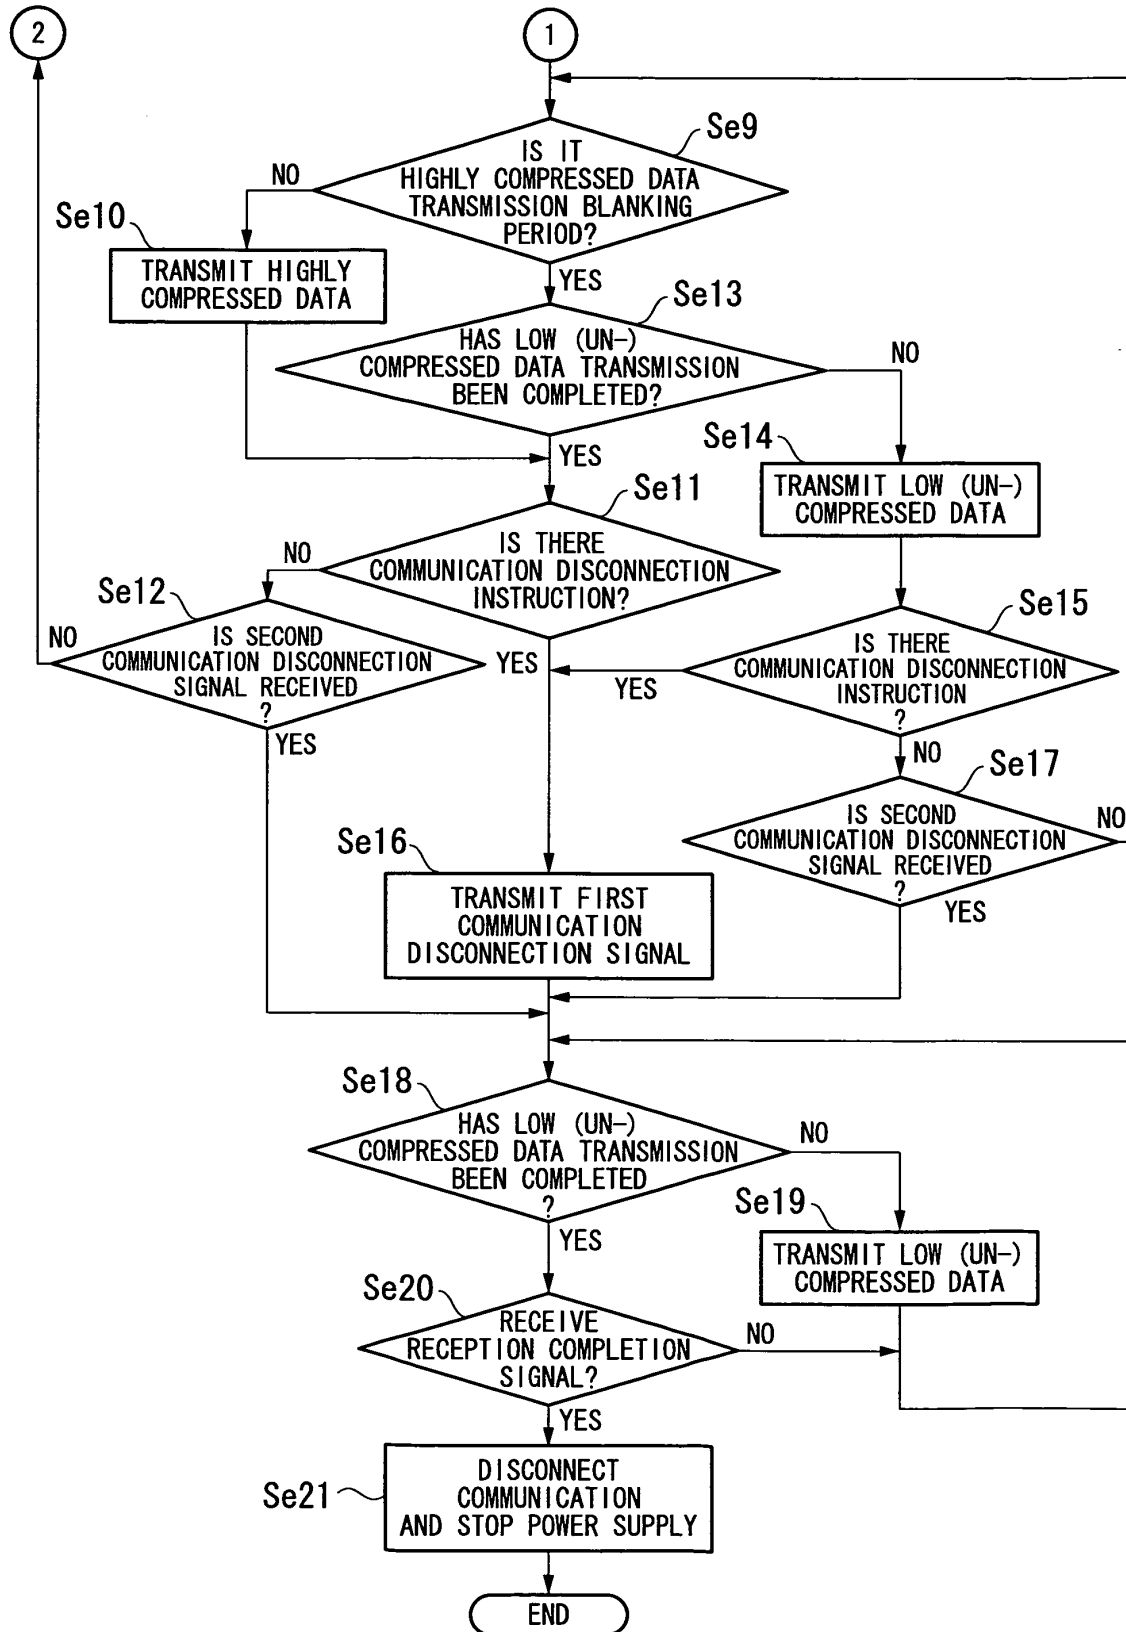 2
1
Se9
IS IT
HIGHLY COMPRESSED DATA
TRANSMISSION BLANKING
PERIOD?
NO
YES
Se10
TRANSMIT HIGHLY
COMPRESSED DATA
Se13
HAS LOW (UN-)
COMPRESSED DATA TRANSMISSION
BEEN COMPLETED?
NO
YES
Se14
TRANSMIT LOW (UN-)
COMPRESSED DATA
Se11
IS THERE
COMMUNICATION DISCONNECTION
INSTRUCTION?
NO
YES
Se12
IS SECOND
COMMUNICATION DISCONNECTION
SIGNAL RECEIVED
?
NO
YES
Se15
IS THERE
COMMUNICATION DISCONNECTION
INSTRUCTION
?
YES
NO
Se17
IS SECOND
COMMUNICATION DISCONNECTION
SIGNAL RECEIVED
?
NO
YES
Se16
TRANSMIT FIRST
COMMUNICATION
DISCONNECTION SIGNAL
Se18
HAS LOW (UN-)
COMPRESSED DATA TRANSMISSION
BEEN COMPLETED
?
NO
YES
Se19
TRANSMIT LOW (UN-)
COMPRESSED DATA
Se20
RECEIVE
RECEPTION COMPLETION
SIGNAL?
NO
YES
Se21
DISCONNECT
COMMUNICATION
AND STOP POWER SUPPLY
END